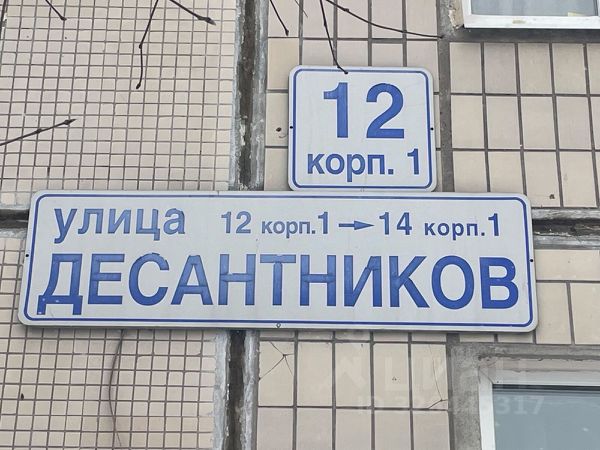 12
корп. 1
улица 12 корп.1 → 14 корп.1
ДЕСАНТНИКОВ